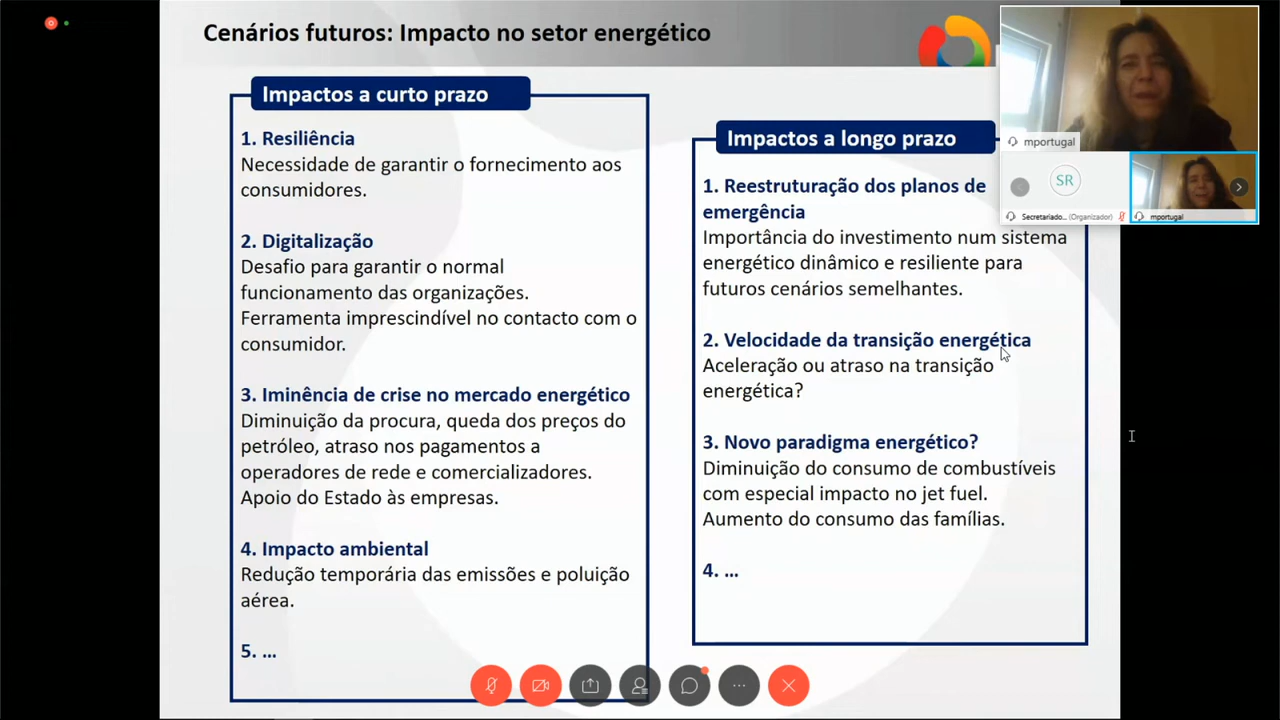 Cenários futuros: Impacto no setor energético
Impactos a curto prazo
1. Resiliência
Necessidade de garantir o fornecimento aos
consumidores.
2. Digitalização
Desafio para garantir o normal
funcionamento das organizações.
Ferramenta imprescindível no contacto com o
consumidor.
3. Iminência de crise no mercado energético
Diminuição da procura, queda dos preços do
petróleo, atraso nos pagamentos a
operadores de rede e comercializadores.
Apoio do Estado às empresas.
4. Impacto ambiental
Redução temporária das emissões e poluição
aérea.
5. ...
Impactos a longo prazo
1. Reestruturação dos planos de
emergência
Importância do investimento num sistema
energético dinâmico e resiliente para
futuros cenários semelhantes.
2. Velocidade da transição energética
Aceleração ou atraso na transição
energética?
3. Novo paradigma energético?
Diminuição do consumo de combustíveis
com especial impacto no jet fuel.
Aumento do consumo das famílias.
4. ...
mportugal
SR
Secretariado... (Organizador)
mportugal